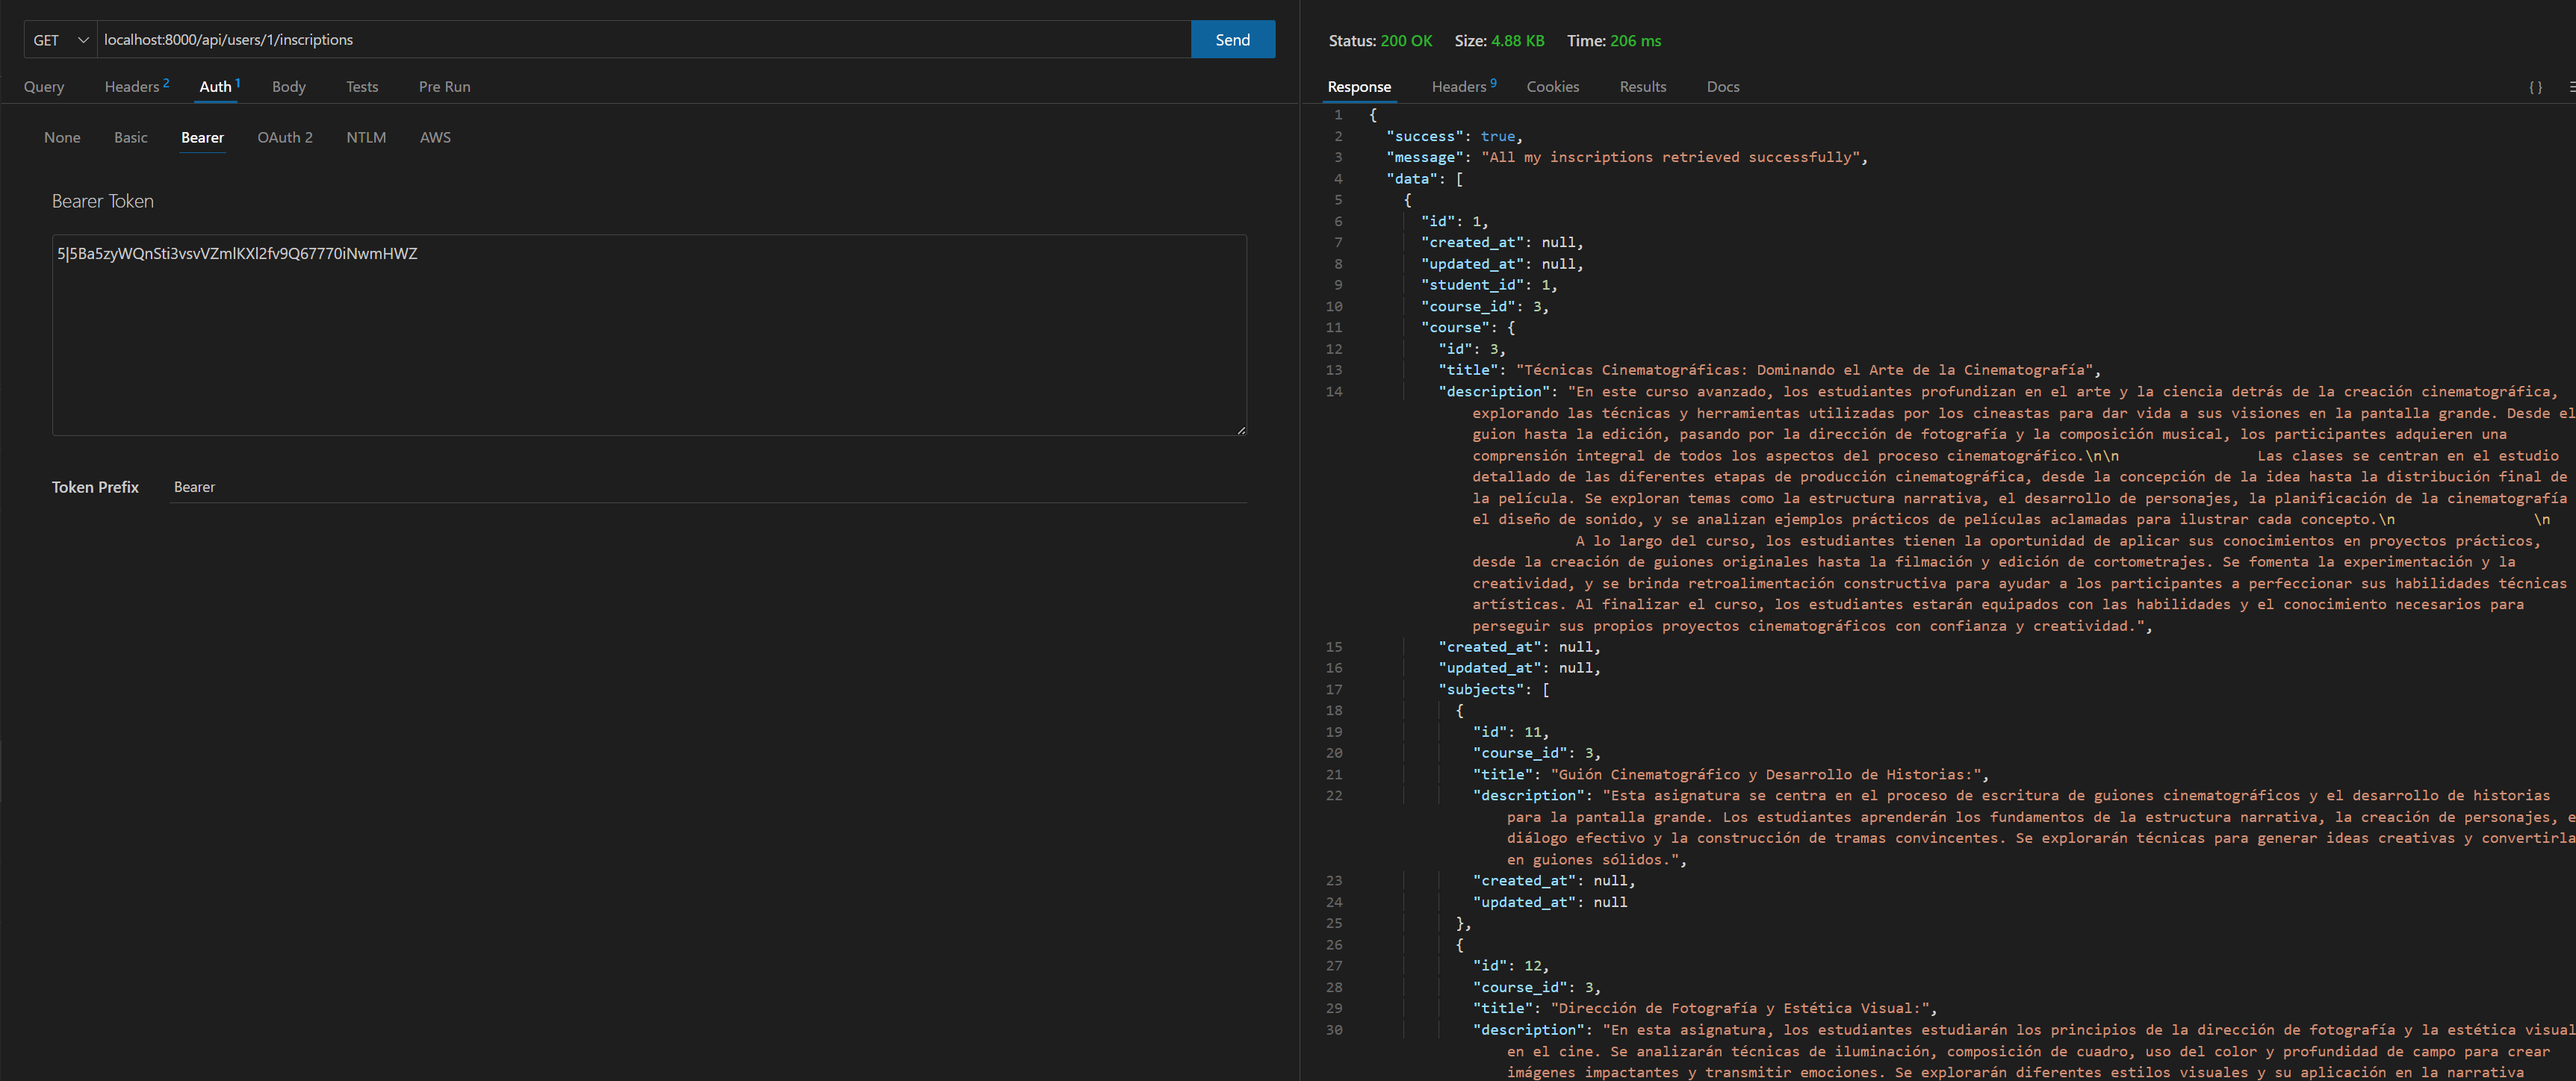 GET localhost:8000/api/users/1/inscriptions Send
Query Headers 2 Auth 1 Body Tests Pre Run
None Basic Bearer OAuth 2 NTLM AWS
Bearer Token
5|5Ba5zyWQnSti3vsvVZmlKXl2fv9Q67770iNwmHWZ
Token Prefix Bearer
Status: 200 OK Size: 4.88 KB Time: 206 ms
Response Headers 9 Cookies Results Docs { }
1 {
2 "success": true,
3 "message": "All my inscriptions retrieved successfully",
4 "data": [
5 {
6 "id": 1,
7 "created_at": null,
8 "updated_at": null,
9 "student_id": 1,
10 "course_id": 3,
11 "course": {
12 "id": 3,
13 "title": "Técnicas Cinematográficas: Dominando el Arte de la Cinematografía",
14 "description": "En este curso avanzado, los estudiantes profundizan en el arte y la ciencia detrás de la creación cinematográfica,
explorando las técnicas y herramientas utilizadas por los cineastas para dar vida a sus visiones en la pantalla grande. Desde el
guion hasta la edición, pasando por la dirección de fotografía y la composición musical, los participantes adquieren una
comprensión integral de todos los aspectos del proceso cinematográfico.\n\n Las clases se centran en el estudio
detallado de las diferentes etapas de producción cinematográfica, desde la concepción de la idea hasta la distribución final de
la película. Se exploran temas como la estructura narrativa, el desarrollo de personajes, la planificación de la cinematografía
el diseño de sonido, y se analizan ejemplos prácticos de películas aclamadas para ilustrar cada concepto.\n \n
A lo largo del curso, los estudiantes tienen la oportunidad de aplicar sus conocimientos en proyectos prácticos,
desde la creación de guiones originales hasta la filmación y edición de cortometrajes. Se fomenta la experimentación y la
creatividad, y se brinda retroalimentación constructiva para ayudar a los participantes a perfeccionar sus habilidades técnicas
artísticas. Al finalizar el curso, los estudiantes estarán equipados con las habilidades y el conocimiento necesarios para
perseguir sus propios proyectos cinematográficos con confianza y creatividad.",
15 "created_at": null,
16 "updated_at": null,
17 "subjects": [
18 {
19 "id": 11,
20 "course_id": 3,
21 "title": "Guión Cinematográfico y Desarrollo de Historias:",
22 "description": "Esta asignatura se centra en el proceso de escritura de guiones cinematográficos y el desarrollo de historias
para la pantalla grande. Los estudiantes aprenderán los fundamentos de la estructura narrativa, la creación de personajes, e
diálogo efectivo y la construcción de tramas convincentes. Se explorarán técnicas para generar ideas creativas y convertirla
en guiones sólidos.",
23 "created_at": null,
24 "updated_at": null
25 },
26 {
27 "id": 12,
28 "course_id": 3,
29 "title": "Dirección de Fotografía y Estética Visual:",
30 "description": "En esta asignatura, los estudiantes estudiarán los principios de la dirección de fotografía y la estética visual
en el cine. Se analizarán técnicas de iluminación, composición de cuadro, uso del color y profundidad de campo para crear
imágenes impactantes y transmitir emociones. Se explorarán diferentes estilos visuales y su aplicación en la narrativa